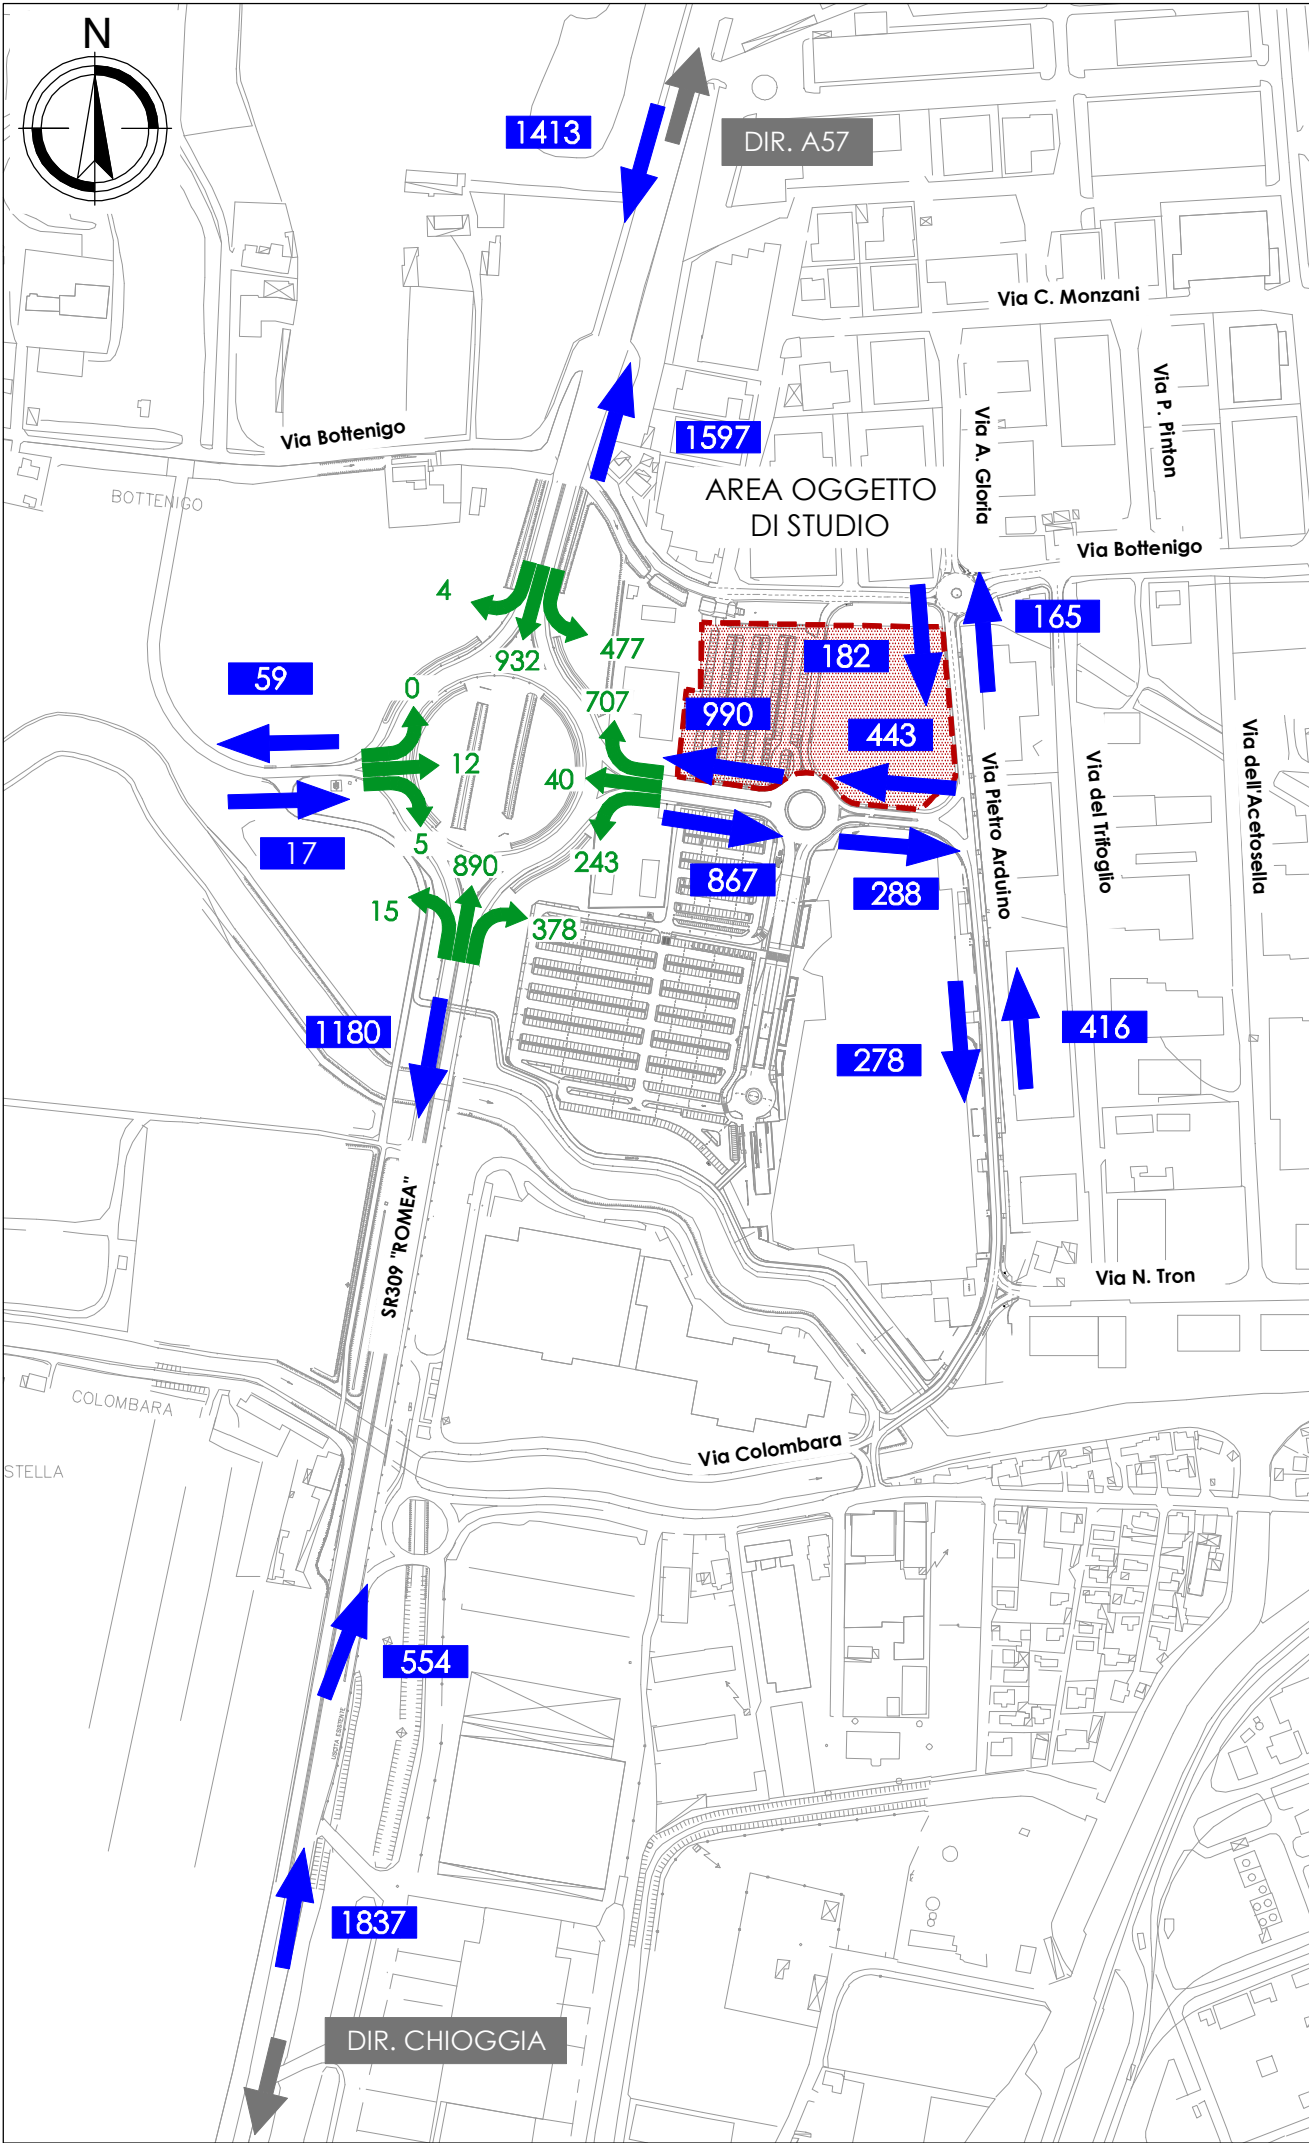 N
1413
DIR. A57
Via C. Monzani
Via Bottenigo
1597
Via A. Gloria
Via P. Pinton
BOTTENIGO
AREA OGGETTO
DI STUDIO
Via Bottenigo
4
477
932
165
182
59
0
707
990
443
12
40
Via Pietro Arduino
Via del Trifoglio
Via dell'Acetosella
17
5
890
243
867
288
15
378
1180
278
416
SR309 "ROMEA"
Via N. Tron
COLOMBARA
Via Colombara
STELLA
554
USCITA ESISTENTE
1837
DIR. CHIOGGIA